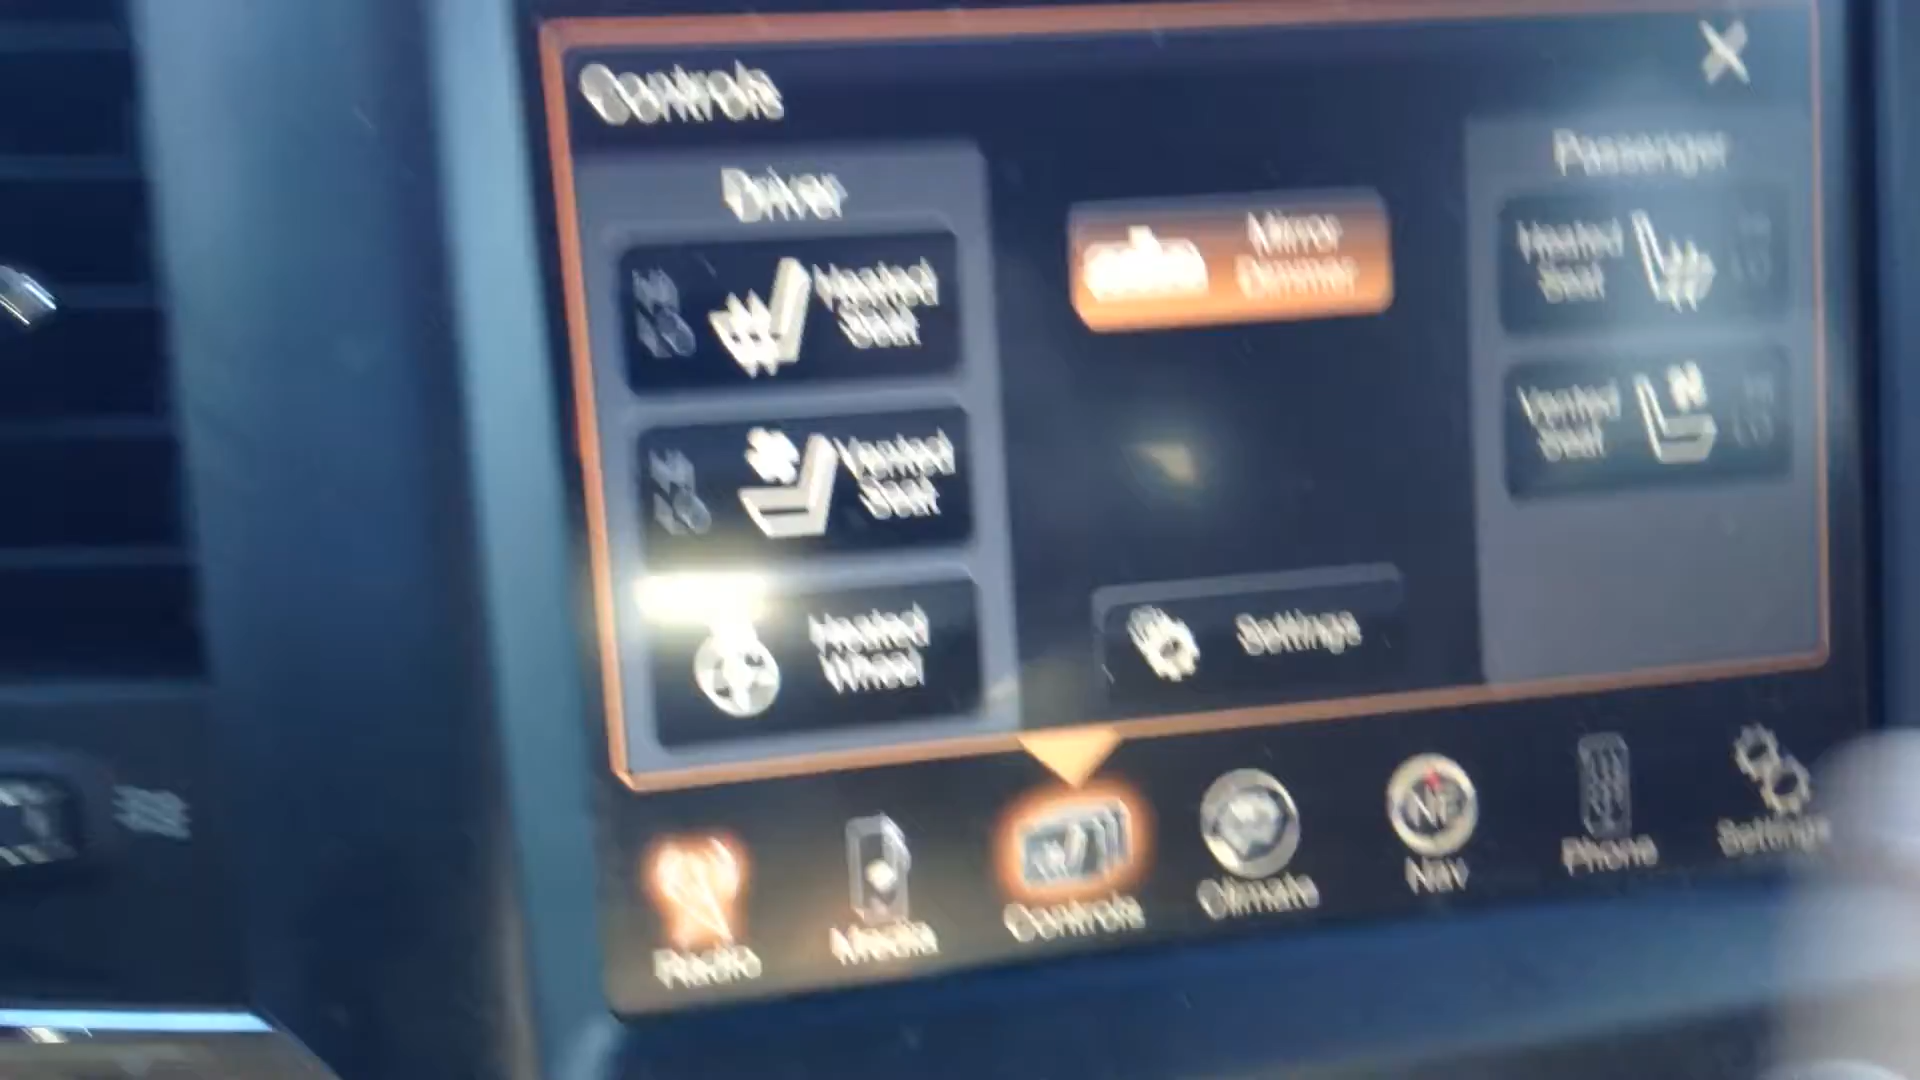 Controls
Driver
Heated
Seat
Vented
Seat
Heated
Wheel
Mirror
Dimmer
Settings
Passenger
Heated
Seat
Vented
Seat
Radio
Media
Controls
Climate
Nav
Phone
Settings